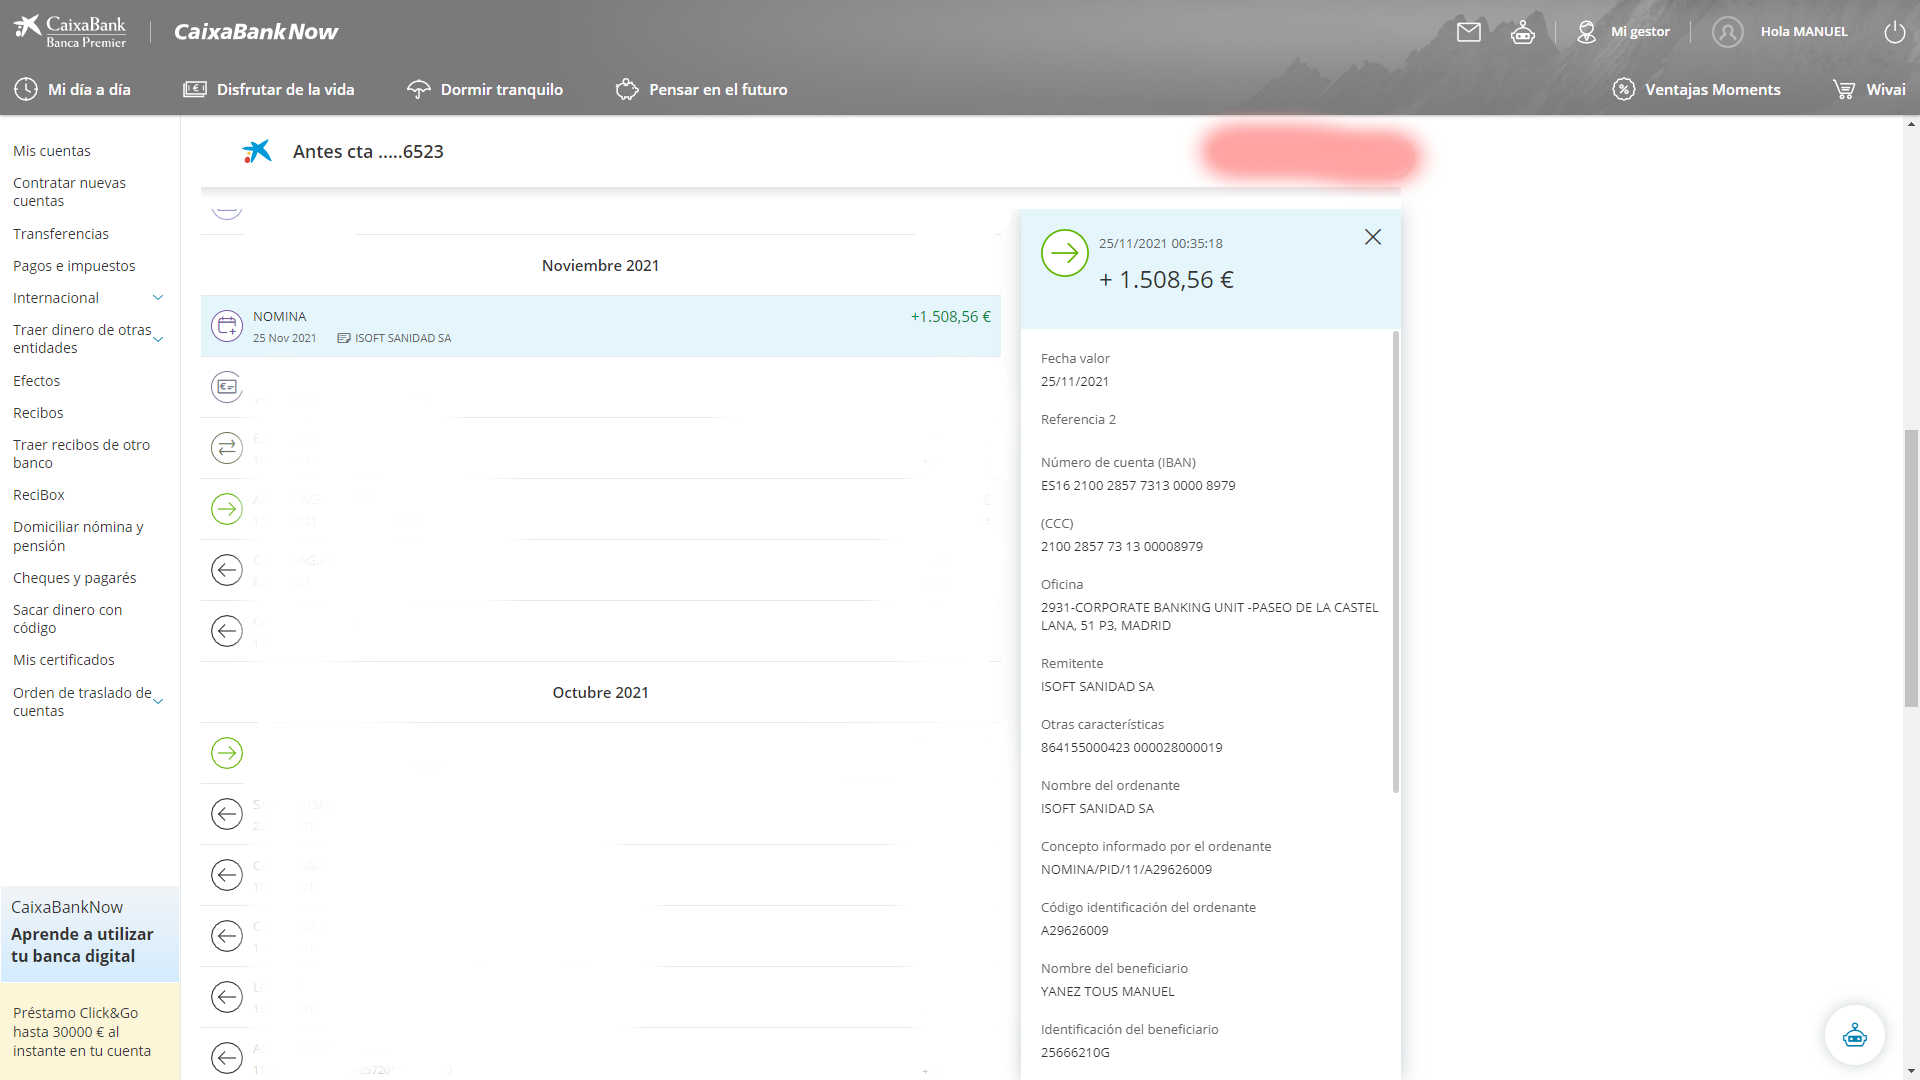 CaixaBank
Banca Premier
CaixaBankNow
Mi gestor
Hola MANUEL
Mi día a día
Disfrutar de la vida
Dormir tranquilo
Pensar en el futuro
Ventajas Moments
Wivai
Mis cuentas
Contratar nuevas
cuentas
Transferencias
Pagos e impuestos
Internacional
Traer dinero de otras
entidades
Efectos
Recibos
Traer recibos de otro
banco
ReciBox
Domiciliar nómina y
pensión
Cheques y pagarés
Sacar dinero con
código
Mis certificados
Orden de traslado de
cuentas
CaixaBankNow
Aprende a utilizar
tu banca digital
Préstamo Click&Go
hasta 30000 € al
instante en tu cuenta
Antes cta .....6523
Noviembre 2021
NOMINA
+1.508,56 €
25 Nov 2021
ISOFT SANIDAD SA
Octubre 2021
25/11/2021 00:35:18
+ 1.508,56 €
Fecha valor
25/11/2021
Referencia 2
Número de cuenta (IBAN)
ES16 2100 2857 7313 0000 8979
(CCC)
2100 2857 73 13 00008979
Oficina
2931-CORPORATE BANKING UNIT -PASEO DE LA CASTEL
LANA, 51 P3, MADRID
Remitente
ISOFT SANIDAD SA
Otras características
864155000423 000028000019
Nombre del ordenante
ISOFT SANIDAD SA
Concepto informado por el ordenante
NOMINA/PID/11/A29626009
Código identificación del ordenante
A29626009
Nombre del beneficiario
YANEZ TOUS MANUEL
Identificación del beneficiario
25666210G